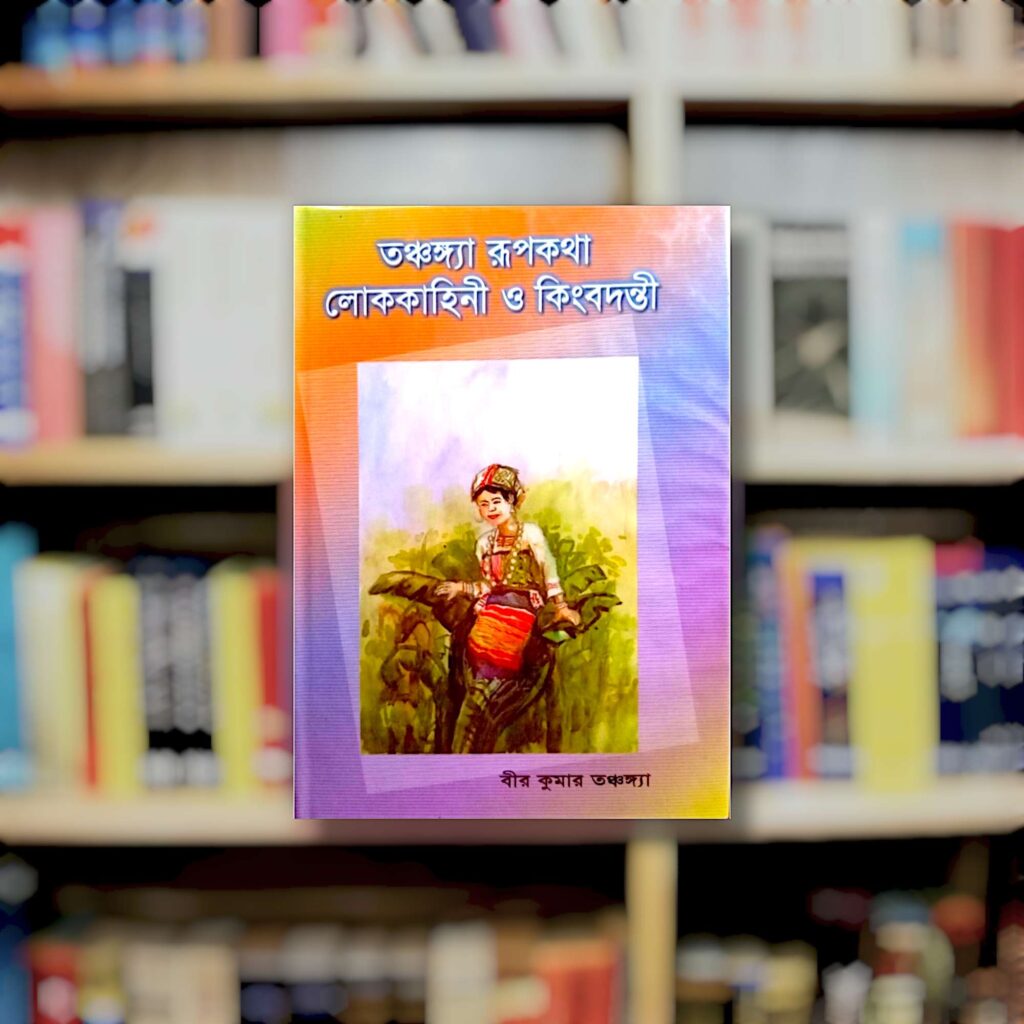 তঞ্চঙ্গ্যা রূপকথা
লোককাহিনী ও কিংবদন্তী
বীর কুমার তঞ্চঙ্গ্যা